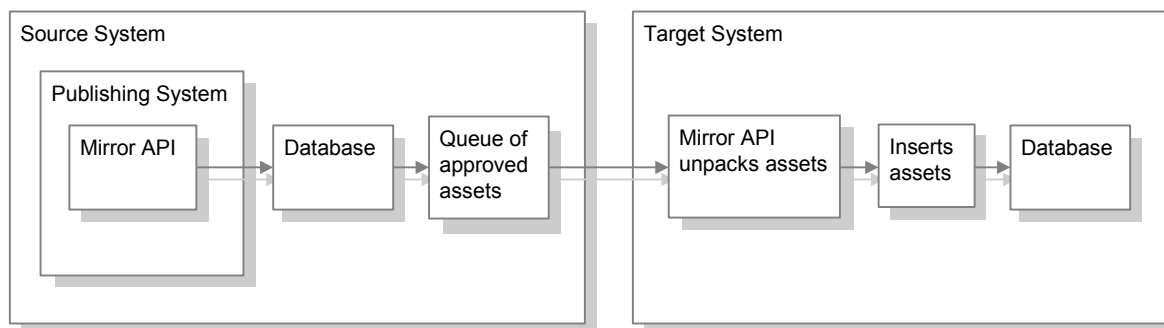 Source System
Publishing System
Mirror API
Database
Queue of
approved
assets
Target System
Mirror API
unpacks assets
Inserts
assets
Database